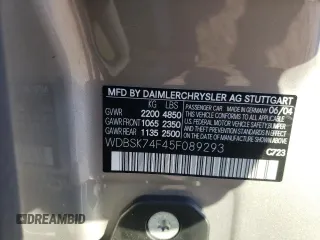 MFD BY DAIMLERCHRYSLER AG STUTTGART
PASSENGER CAR MADE IN GERMANY 06/04
KG LBS
GVWR 2200 4850
GAWR FRONT 1065 2350
GAWR REAR 1135 2500
THIS VEHICLE CONFORMS TO ALL APPLICABLE U.S. FEDERAL MOTOR VEHICLE SAFETY BUMPER AND THEFT PREVENTION STANDARDS IN EFFECT ON THE DATE OF MANUFACTURE SHOWN ABOVE
WDBSK74F45F089293
C723
DAMAGEDBID